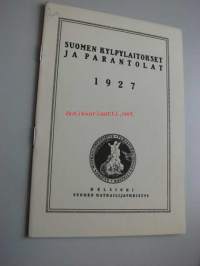 SUOMEN KYLPYLAITOKSET
JA PARANTOLAT
1927
HELSINKI
SUOMEN MATKAILIJAYHDISTYS